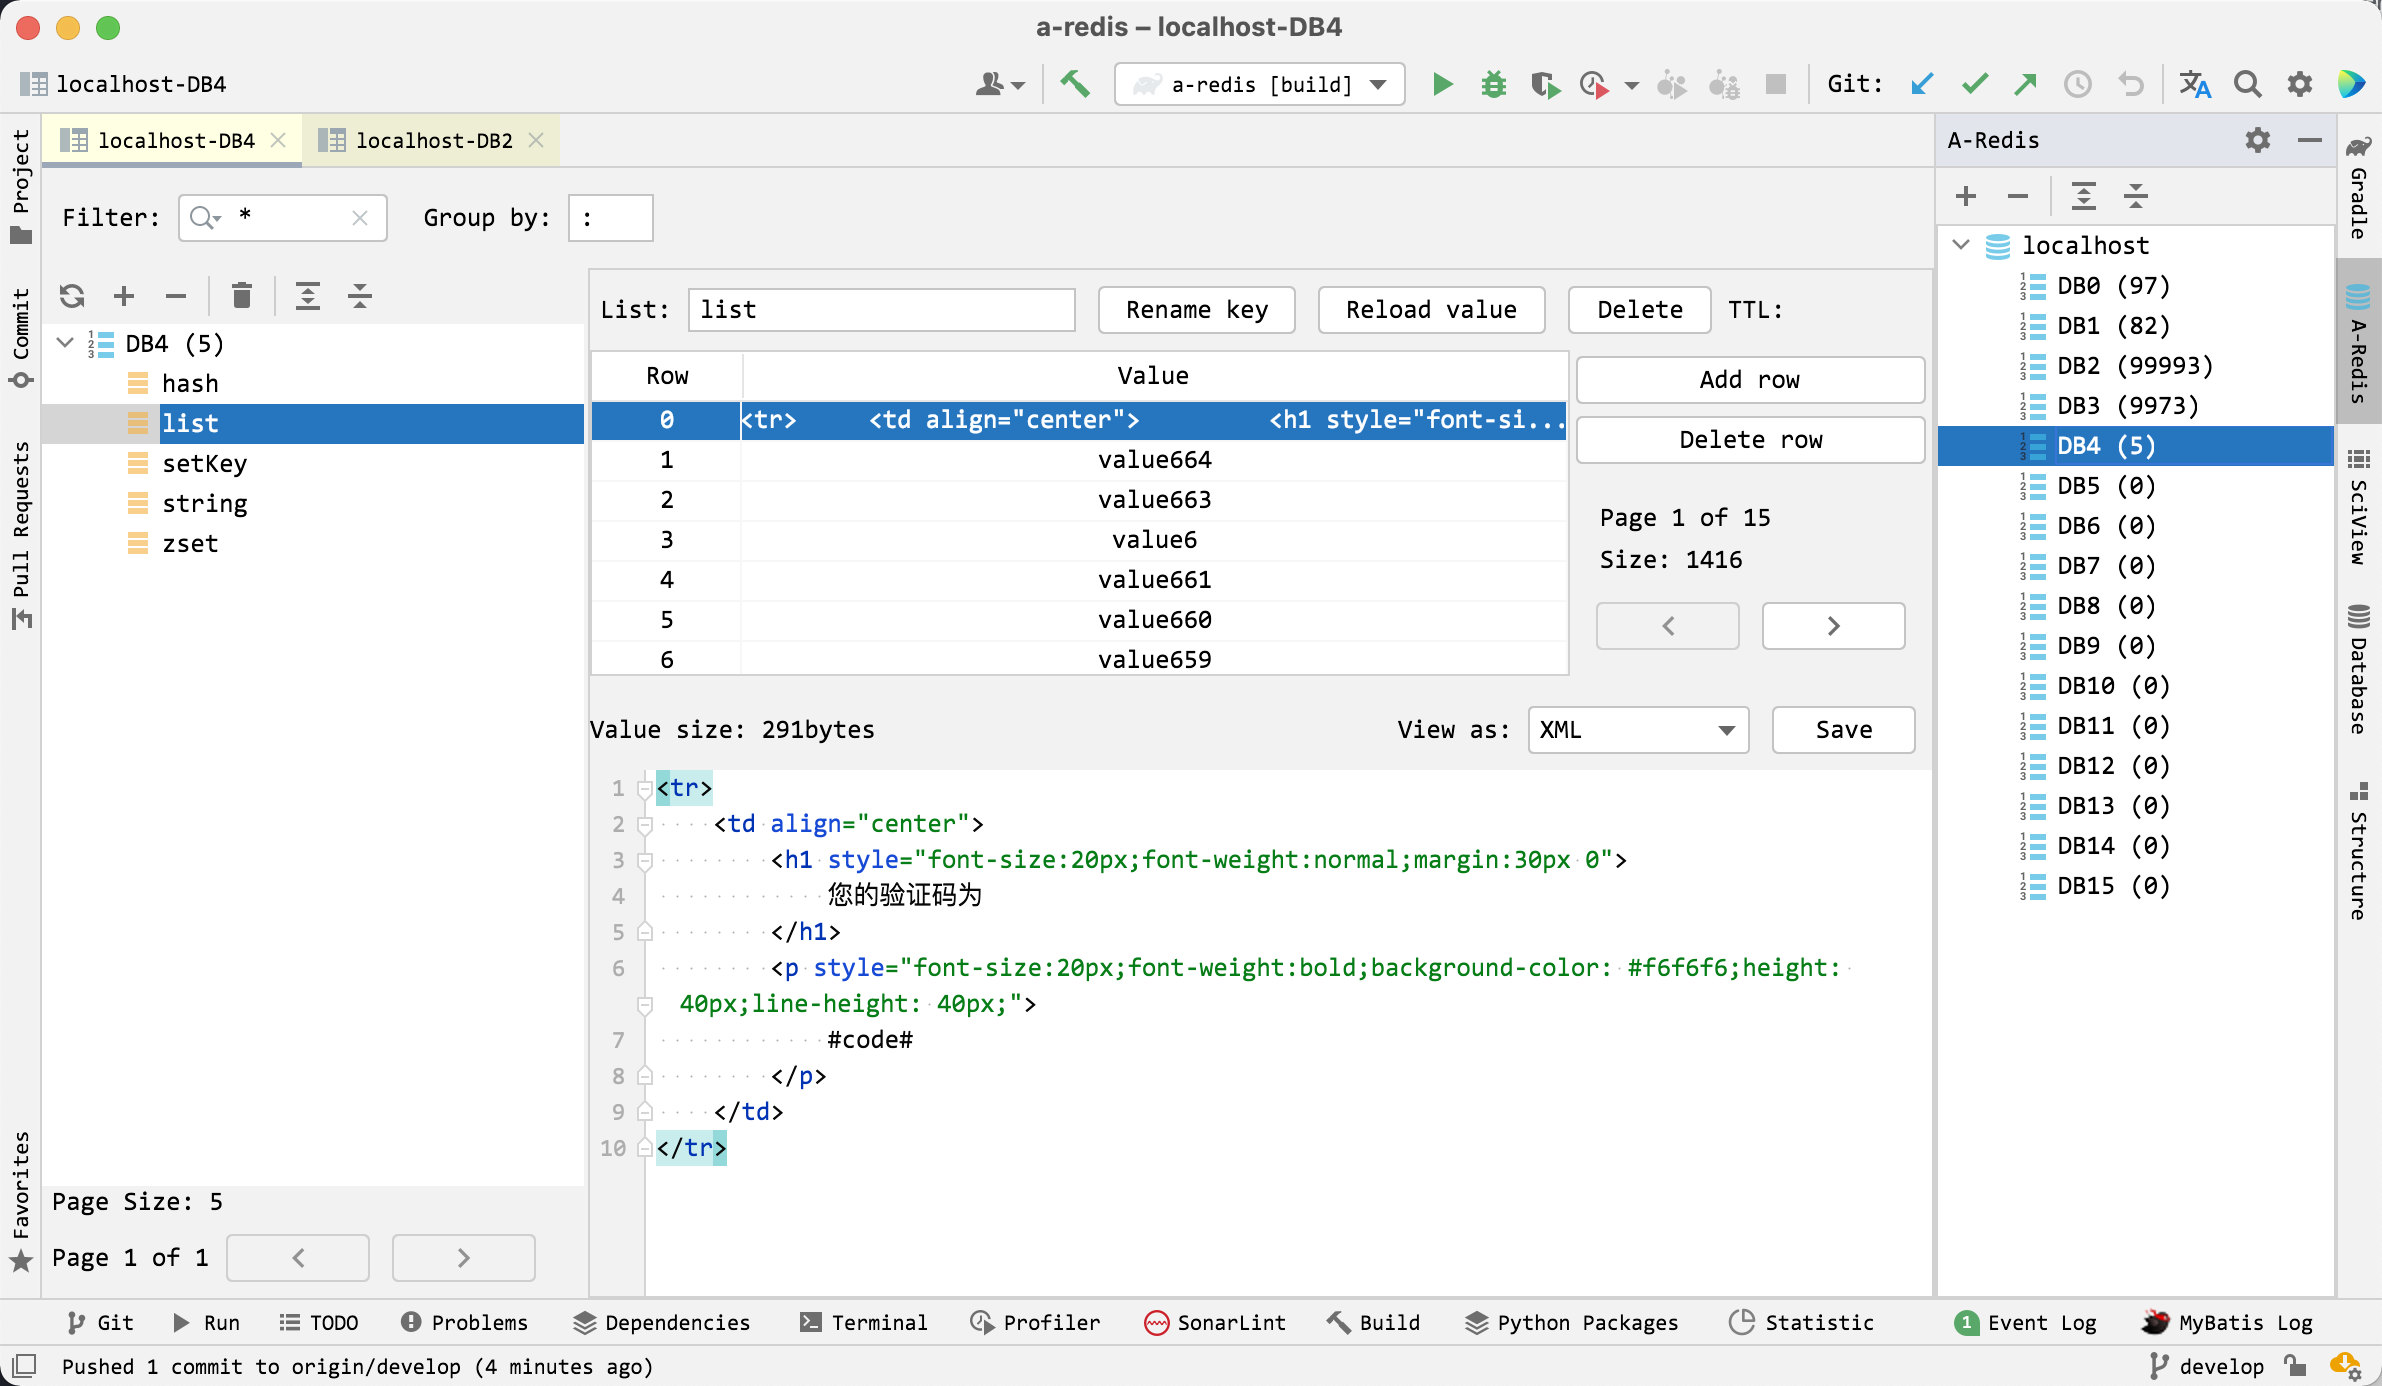 a-redis – localhost-DB4
localhost-DB4
a-redis [build]
Git:
localhost-DB4
localhost-DB2
A-Redis
Project
Commit
Pull Requests
Favorites
Filter: *
Group by: :
DB4 (5)
hash
list
setKey
string
zset
Page Size: 5
Page 1 of 1
List: list
Rename key
Reload value
Delete
TTL:
Row Value
0 <tr> <td align="center"> <h1 style="font-si...
1 value664
2 value663
3 value6
4 value661
5 value660
6 value659
Add row
Delete row
Page 1 of 15
Size: 1416
Value size: 291bytes
View as: XML
Save
1 <tr>
2 <td align="center">
3 <h1 style="font-size:20px;font-weight:normal;margin:30px 0">
4 您的验证码为
5 </h1>
6 <p style="font-size:20px;font-weight:bold;background-color: #f6f6f6;height:
40px;line-height: 40px;">
7 #code#
8 </p>
9 </td>
10 </tr>
localhost
DB0 (97)
DB1 (82)
DB2 (99993)
DB3 (9973)
DB4 (5)
DB5 (0)
DB6 (0)
DB7 (0)
DB8 (0)
DB9 (0)
DB10 (0)
DB11 (0)
DB12 (0)
DB13 (0)
DB14 (0)
DB15 (0)
Gradle
A-Redis
SciView
Database
Structure
Git
Run
TODO
Problems
Dependencies
Terminal
Profiler
SonarLint
Build
Python Packages
Statistic
1 Event Log
MyBatis Log
Pushed 1 commit to origin/develop (4 minutes ago)
develop